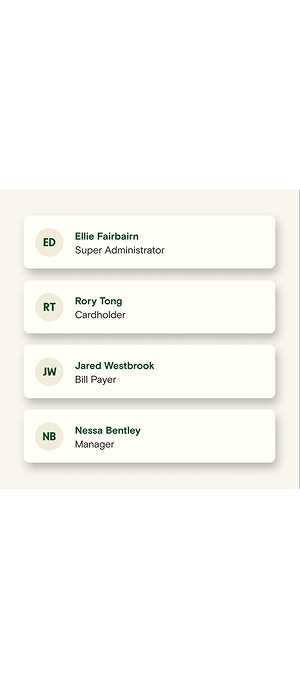 ED
Ellie Fairbairn
Super Administrator
RT
Rory Tong
Cardholder
JW
Jared Westbrook
Bill Payer
NB
Nessa Bentley
Manager